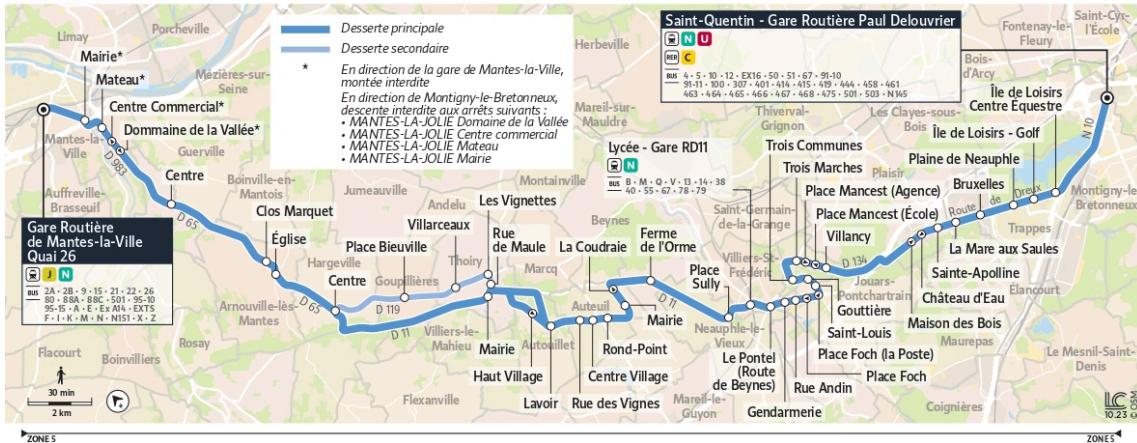 Desserte principale
Desserte secondaire
* En direction de la gare de Mantes-la-Ville,
montée interdite
En direction de Montigny-le-Bretonneux,
descente interdite aux arrêts suivants :
• MANTES-LA-JOLIE Domaine de la Vallée
• MANTES-LA-JOLIE Centre commercial
• MANTES-LA-JOLIE Mateau
• MANTES-LA-JOLIE Mairie
Saint-Quentin - Gare Routière Paul Delouvrier
N U
RER C
BUS 4 • 5 • 10 • 12 • EX16 • 50 • 51 • 67 • 91-10
91-11 • 100 • 307 • 401 • 414 • 415 • 419 • 444 • 458 • 461
463 • 464 • 465 • 466 • 467 • 468 • 475 • 501 • 503 • N145
Gare Routière
de Mantes-la-Ville
Quai 26
J N
BUS 2A • 2B • 9 • 15 • 21 • 22 • 26
80 • 88A • 88C • 501 • 95-10
95-15 • A • E • Ex A14 • EXTS
F • I • K • M • N • N151 • X • Z
Lycée - Gare RD11
N
BUS B • M • Q • V • 13 • 14 • 38
40 • 55 • 67 • 78 • 79
Mairie*
Mateau*
Centre Commercial*
Dommaine de la Vallée*
Centre
Clos Marquet
Église
Centre
Place Bieuville
Villarceaux
Les Vignettes
Rue
de Maule
Mairie
Haut Village
Lavoir
Rue des Vignes
Centre Village
Rond-Point
La Coudraie
Mairie
Ferme
de l'Orme
Place
Sully
Le Pontel
(Route
de Beynes)
Gendarmerie
Rue Andin
Place Foch
Place Foch (la Poste)
Saint-Louis
Gouttière
Trois Communes
Trois Marches
Place Mancest (Agence)
Place Mancest (École)
Villancy
Maison des Bois
Château d'Eau
Sainte-Apolline
La Mare aux Saules
Bruxelles
Plaine de Neauphle
Île de Loisirs - Golf
Île de Loisirs
Centre Équestre
Limay
Porcheville
Mézières-sur-
Seine
Mantes-la-
Ville
Guerville
Auffreville-
Brasseuil
Boinville-en-
Mantois
Jumeauville
Hargeville
Arnouville-lès-
Mantes
Goupillières
Andelu
Thoiry
Montainville
Marcq
Villiers-le-
Mahieu
Autouillet
Auteuil
Beynes
Flacourt
Boinvilliers
Rosay
Flexanville
Herbeville
Mareil-sur-
Mauldre
Thiverval-
Grignon
Saint-Germain-
de-la-Grange
Villiers-St-
Frédéric
Neauphle-le-
Vieux
Mareil-le-
Guyon
Jouars-
Pontchartrain
Plaisir
Les Clayes-sous-
Bois
Bois-
d'Arcy
Fontenay-le-
Fleury
Saint-Cyr-
l'École
Montigny-le-
Bretonneux
Trappes
Élancourt
Maurepas
Coignières
Le Mesnil-Saint-
Denis
D 983
D 65
D 65
D 119
D 11
D 11
D 134
Route de Dreux
N 10
30 min
2 km
LC
10.23 © OSM
ZONE 5
ZONE 5